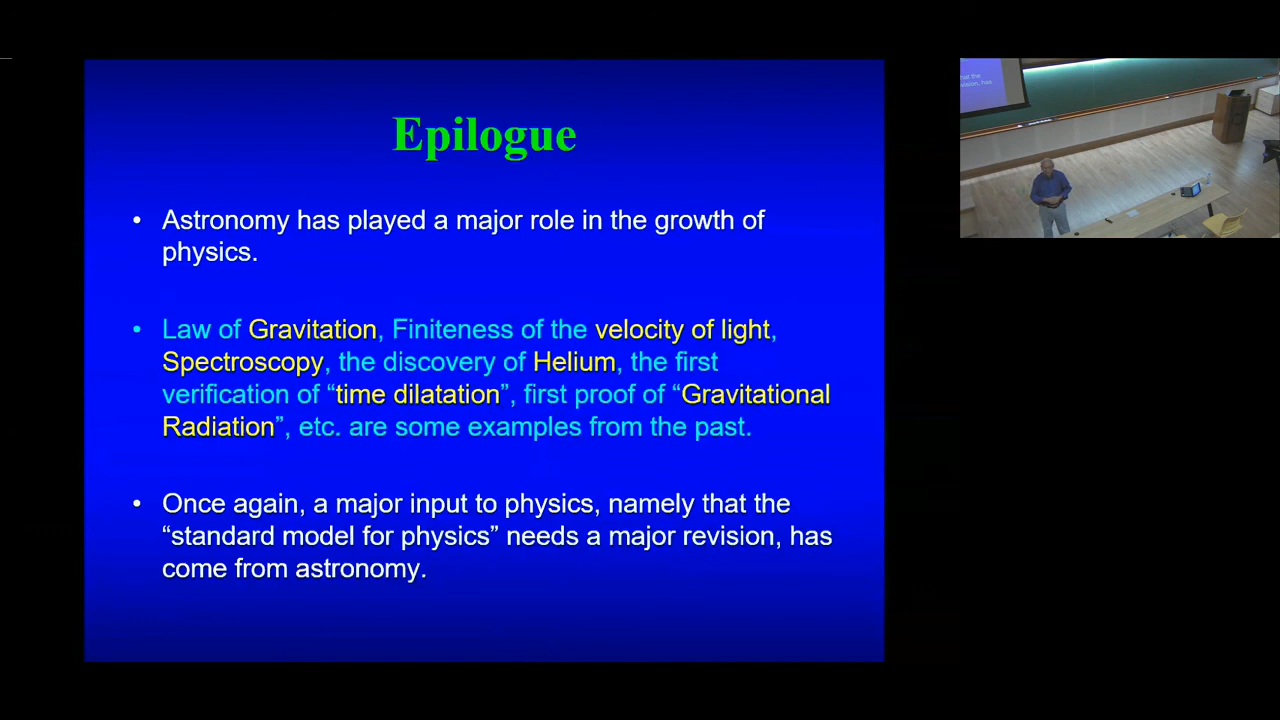 Epilogue
• Astronomy has played a major role in the growth of
physics.
• Law of Gravitation, Finiteness of the velocity of light,
Spectroscopy, the discovery of Helium, the first
verification of “time dilatation”, first proof of “Gravitational
Radiation”, etc. are some examples from the past.
• Once again, a major input to physics, namely that the
“standard model for physics” needs a major revision, has
come from astronomy.